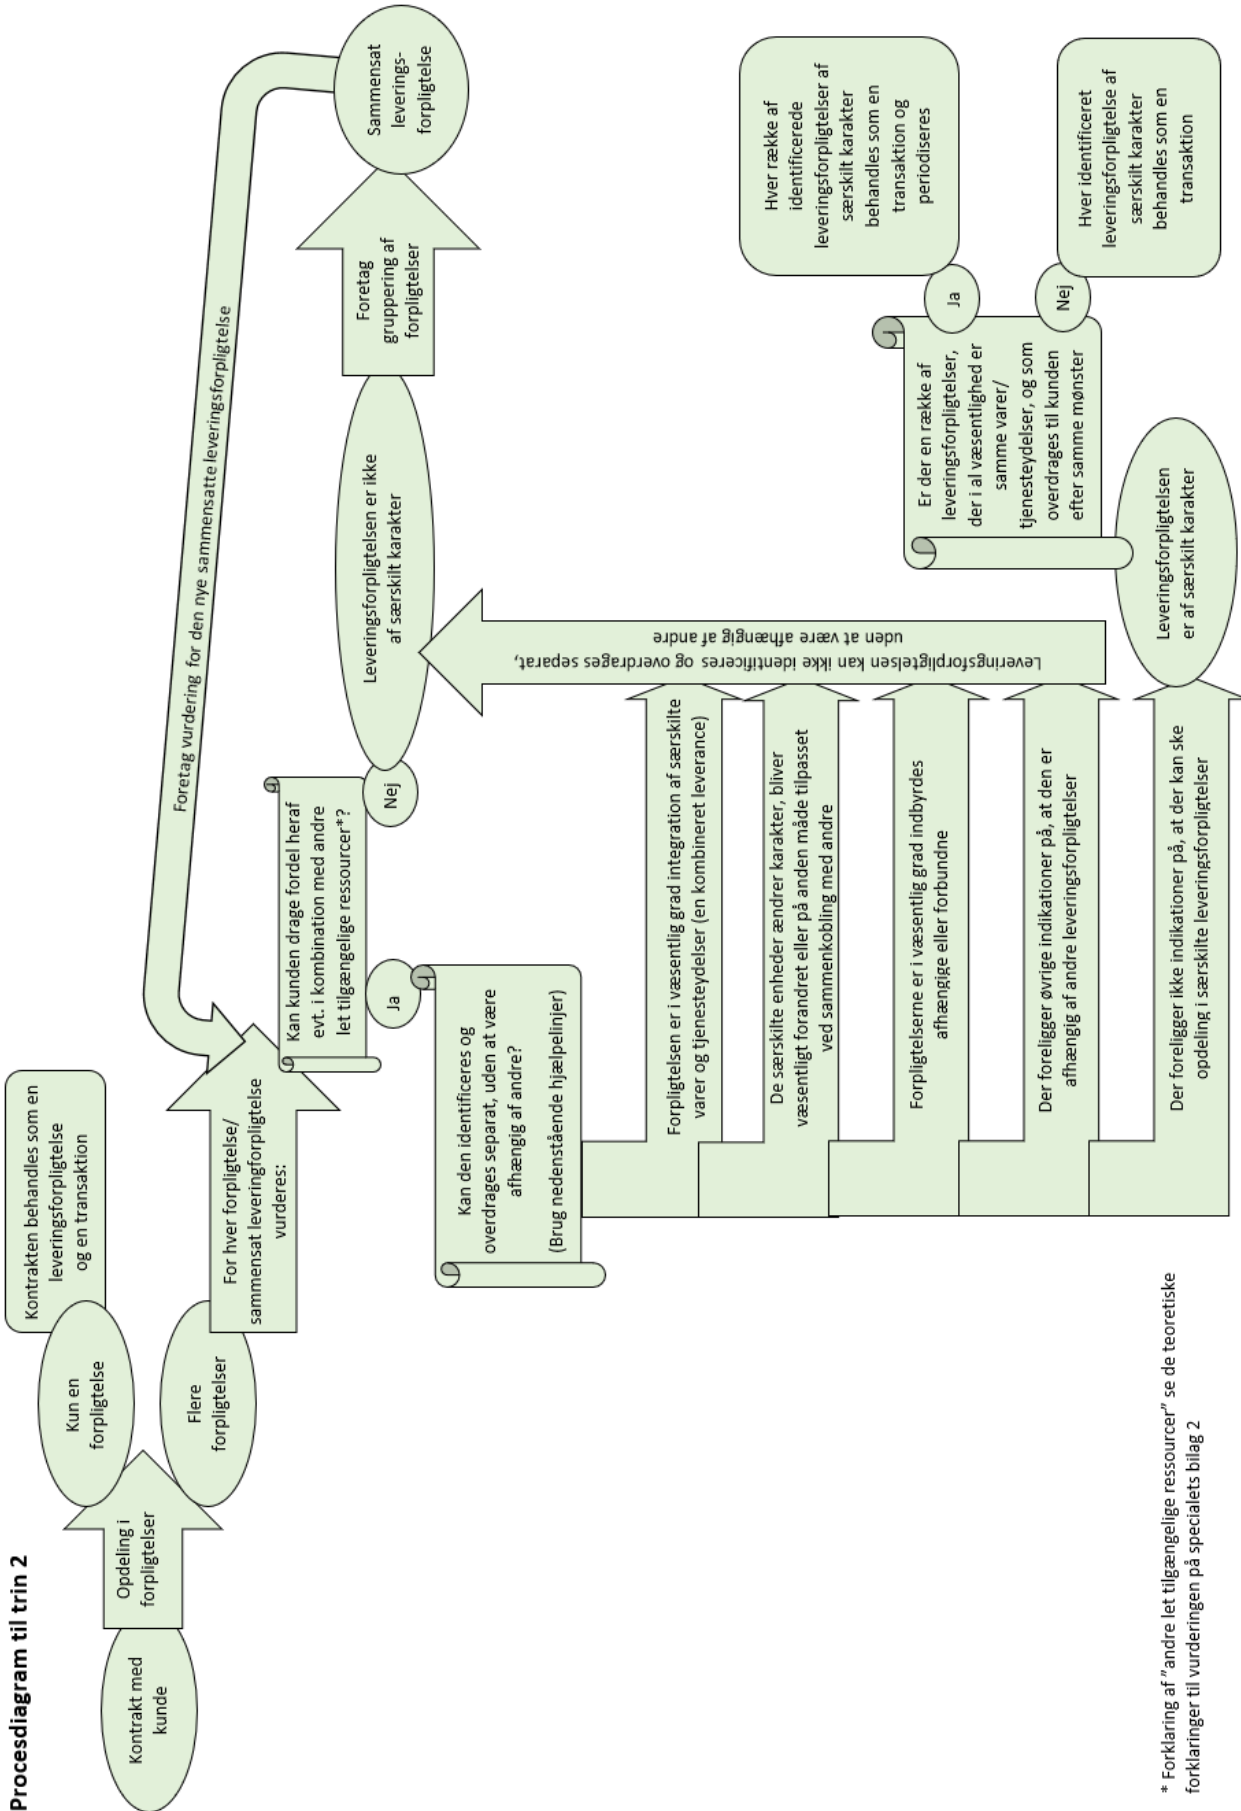 Procesdiagram til trin 2
Kontrakt med
kunde
Opdeling i
forpligtelser
Kun en
forpligtelse
Kontrakten behandles som en
leveringsforpligtelse
og en transaktion
Flere
forpligtelser
For hver forpligtelse/
sammensat leveringforpligtelse
vurderes:
Foretag vurdering for den nye sammensatte leveringsforpligtelse
Kan kunden drage fordel heraf
evt. i kombination med andre
let tilgængelige ressourcer*?
Nej
Leveringsforpligtelsen er ikke
af særskilt karakter
Foretag
gruppering af
forpligtelser
Sammensat
leverings-
forpligtelse
Ja
Kan den identificeres og
overdrages separat, uden at være
afhængig af andre?
(Brug nedenstående hjælpelinjer)
Forpligtelsen er i væsentlig grad integration af særskilte
varer og tjenesteydelser (en kombineret leverance)
De særskilte enheder ændrer karakter, bliver
væsentligt forandret eller på anden måde tilpasset
ved sammenkobling med andre
Forpligtelserne er i væsentlig grad indbyrdes
afhængige eller forbundne
Der foreligger øvrige indikationer på, at den er
afhængig af andre leveringsforpligtelser
Der foreligger ikke indikationer på, at der kan ske
opdeling i særskilte leveringforpligtelser
Leveringsforpligtelsen kan ikke identificeres og overdrages separat,
uden at være afhængig af andre
Leveringsforpligtelsen
er af særskilt karakter
Er der en række af
leveringsforpligtelser,
der i al væsentlighed er
samme varer/
samme
tjenesteydelser, og som
overdrages til kunden
efter samme mønster
Ja
Hver række af
identificerede
leveringsforpligtelser af
særskilt karakter
behandles som en
transaktion og
periodiseres
Nej
Hver identificeret
leveringsforpligtelse af
særskilt karakter
behandles som en
transaktion
* Forklaring af "andre let tilgængelige ressourcer" se de teoretiske
forklaringer til vurderingen på specialets bilag 2